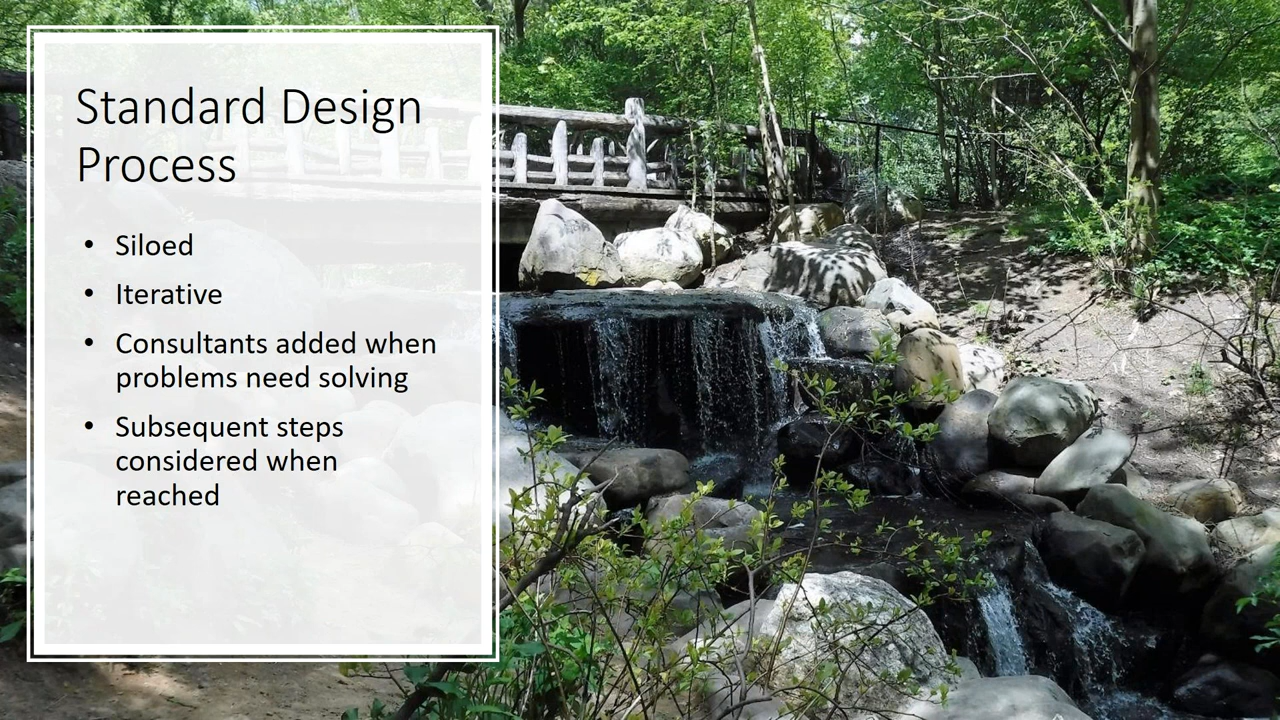 Standard Design
Process
• Siloed
• Iterative
• Consultants added when
problems need solving
• Subsequent steps
considered when
reached